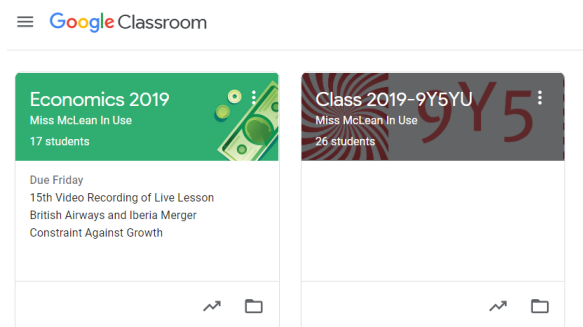 Google Classroom
Economics 2019
Miss McLean In Use
17 students
Due Friday
15th Video Recording of Live Lesson
British Airways and Iberia Merger
Constraint Against Growth
Class 2019-9Y5YU
Miss McLean In Use
26 students
9Y5